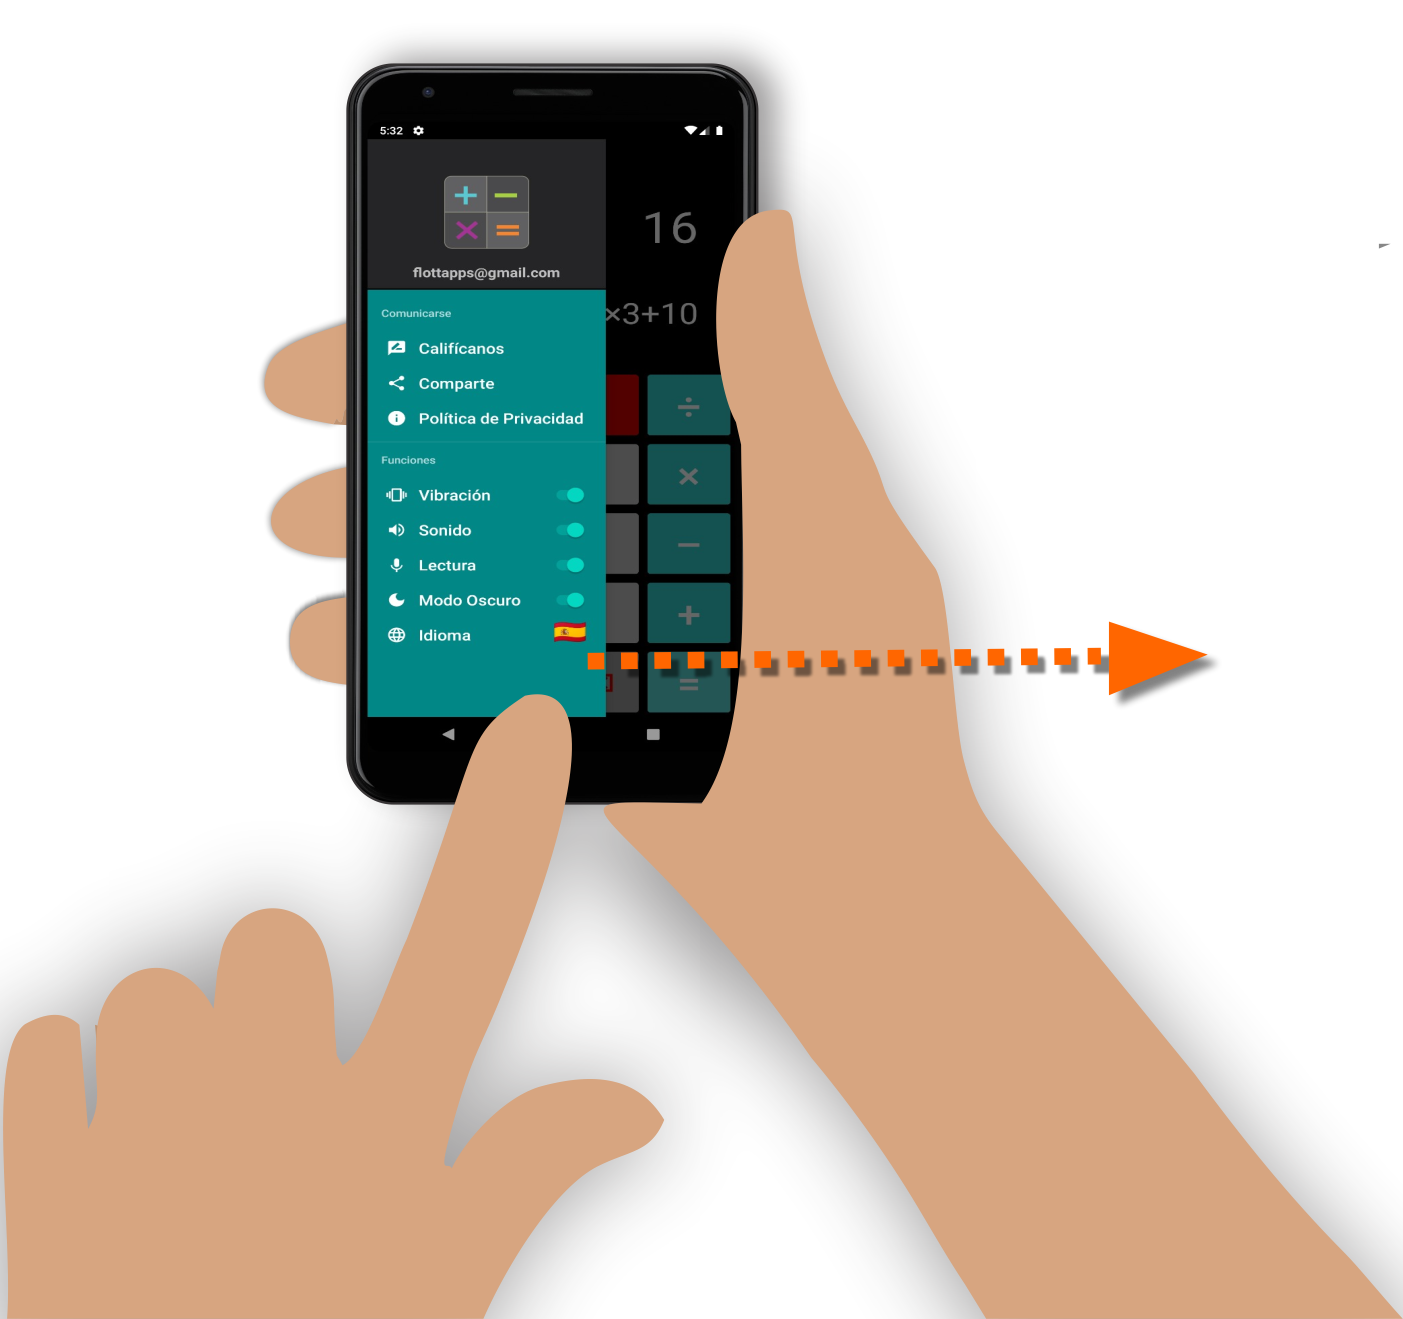 5:32
16
flottapps@gmail.com
×3+10
Comunicarse
Califícanos
Comparte
Política de Privacidad
÷
Funciones
×
Vibración
Sonido
−
Lectura
Modo Oscuro
+
Idioma
=